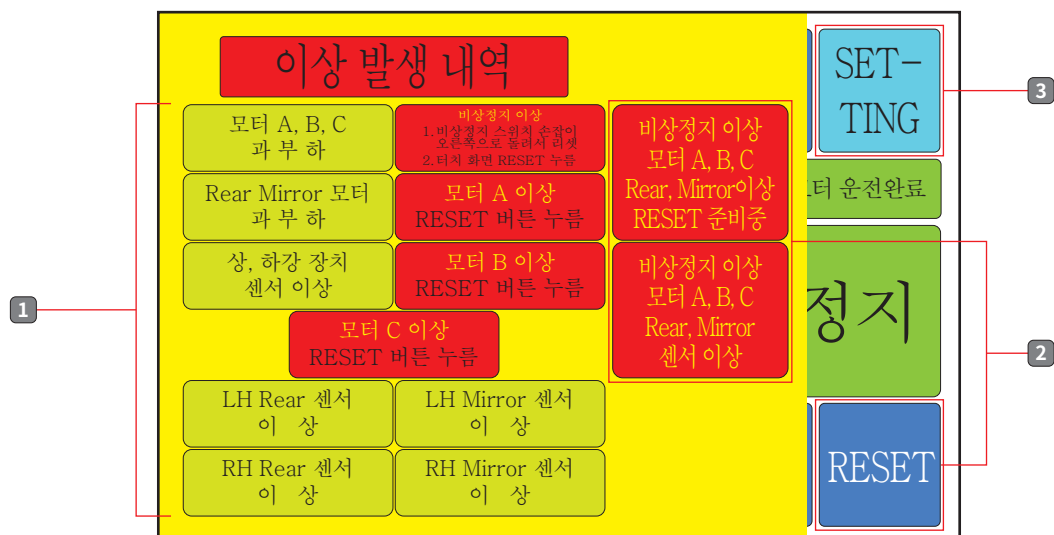 이상 발생 내역
모터 A, B, C
과 부 하
비상정지 이상
1.비상정지 스위치 손잡이
오른쪽으로 돌려서 리셋
2.터치 화면 RESET 누름
비상정지 이상
모터 A, B, C
Rear, Mirror이상
RESET 준비중
Rear Mirror 모터
과 부 하
모터 A 이상
RESET 버튼 누름
상, 하강 장치
센서 이상
모터 B 이상
RESET 버튼 누름
비상정지 이상
모터 A, B, C
Rear, Mirror
센서 이상
모터 C 이상
RESET 버튼 누름
LH Rear 센서
이 상
LH Mirror 센서
이 상
RH Rear 센서
이 상
RH Mirror 센서
이 상
SET-
TING
터 운전완료
정지
RESET
1
2
3